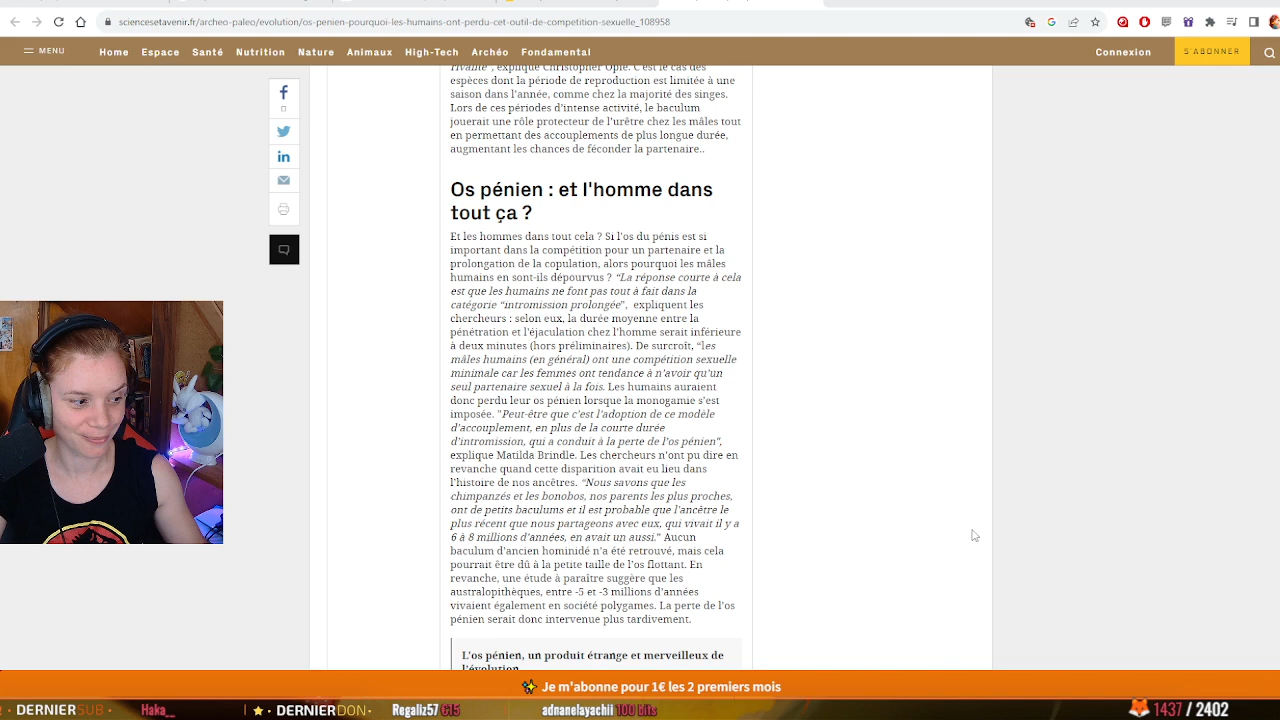 sciencesetavenir.fr/archeo-paleo/evolution/os-penien-pourquoi-les-humains-ont-perdu-cet-outil-de-competition-sexuelle_108958
MENU
Home Espace Santé Nutrition Nature Animaux High-Tech Archéo Fondamental
Connexion
S'ABONNER
rivante", explique Christopher Opie. C'est le cas des
espèces dont la période de reproduction est limitée à une
saison dans l'année, comme chez la majorité des singes.
Lors de ces périodes d'intense activité, le baculum
jouerait une rôle protecteur de l'urêtre chez les mâles tout
en permettant des accouplements de plus longue durée,
augmentant les chances de féconder la partenaire..
Os pénien : et l'homme dans
tout ça ?
Et les hommes dans tout cela ? Si l'os du pénis est si
important dans la compétition pour un partenaire et la
prolongation de la copulation, alors pourquoi les mâles
humains en sont-ils dépourvus ? “La réponse courte à cela
est que les humains ne font pas tout à fait dans la
catégorie “intromission prolongée", expliquent les
chercheurs : selon eux, la durée moyenne entre la
pénétration et l'éjaculation chez l'homme serait inférieure
à deux minutes (hors préliminaires). De surcroît, “les
mâles humains (en général) ont une compétition sexuelle
minimale car les femmes ont tendance à n'avoir qu'un
seul partenaire sexuel à la fois. Les humains auraient
donc perdu leur os pénien lorsque la monogamie s'est
imposée. "Peut-être que c'est l'adoption de ce modèle
d'accouplement, en plus de la courte durée
d'intromission, qui a conduit à la perte de l'os pénien",
explique Matilda Brindle. Les chercheurs n'ont pu dire en
revanche quand cette disparition avait eu lieu dans
l'histoire de nos ancêtres. “Nous savons que les
chimpanzés et les bonobos, nos parents les plus proches,
ont de petits baculums et il est probable que l'ancêtre le
plus récent que nous partageons avec eux, qui vivait il y a
6 à 8 millions d'années, en avait un aussi." Aucun
baculum d'ancien hominidé n'a été retrouvé, mais cela
pourrait être dû à la petite taille de l'os flottant. En
revanche, une étude à paraître suggère que les
australopithèques, entre -5 et -3 millions d'années
vivaient également en société polygames. La perte de l'os
pénien serait donc intervenue plus tardivement.
L'os pénien, un produit étrange et merveilleux de
l'évolution
Je m'abonne pour 1€ les 2 premiers mois
DERNIERSUB Haka__ DERNIERDON Regaliz57 €15 adnanelayachii 100 bits 1437 / 2402